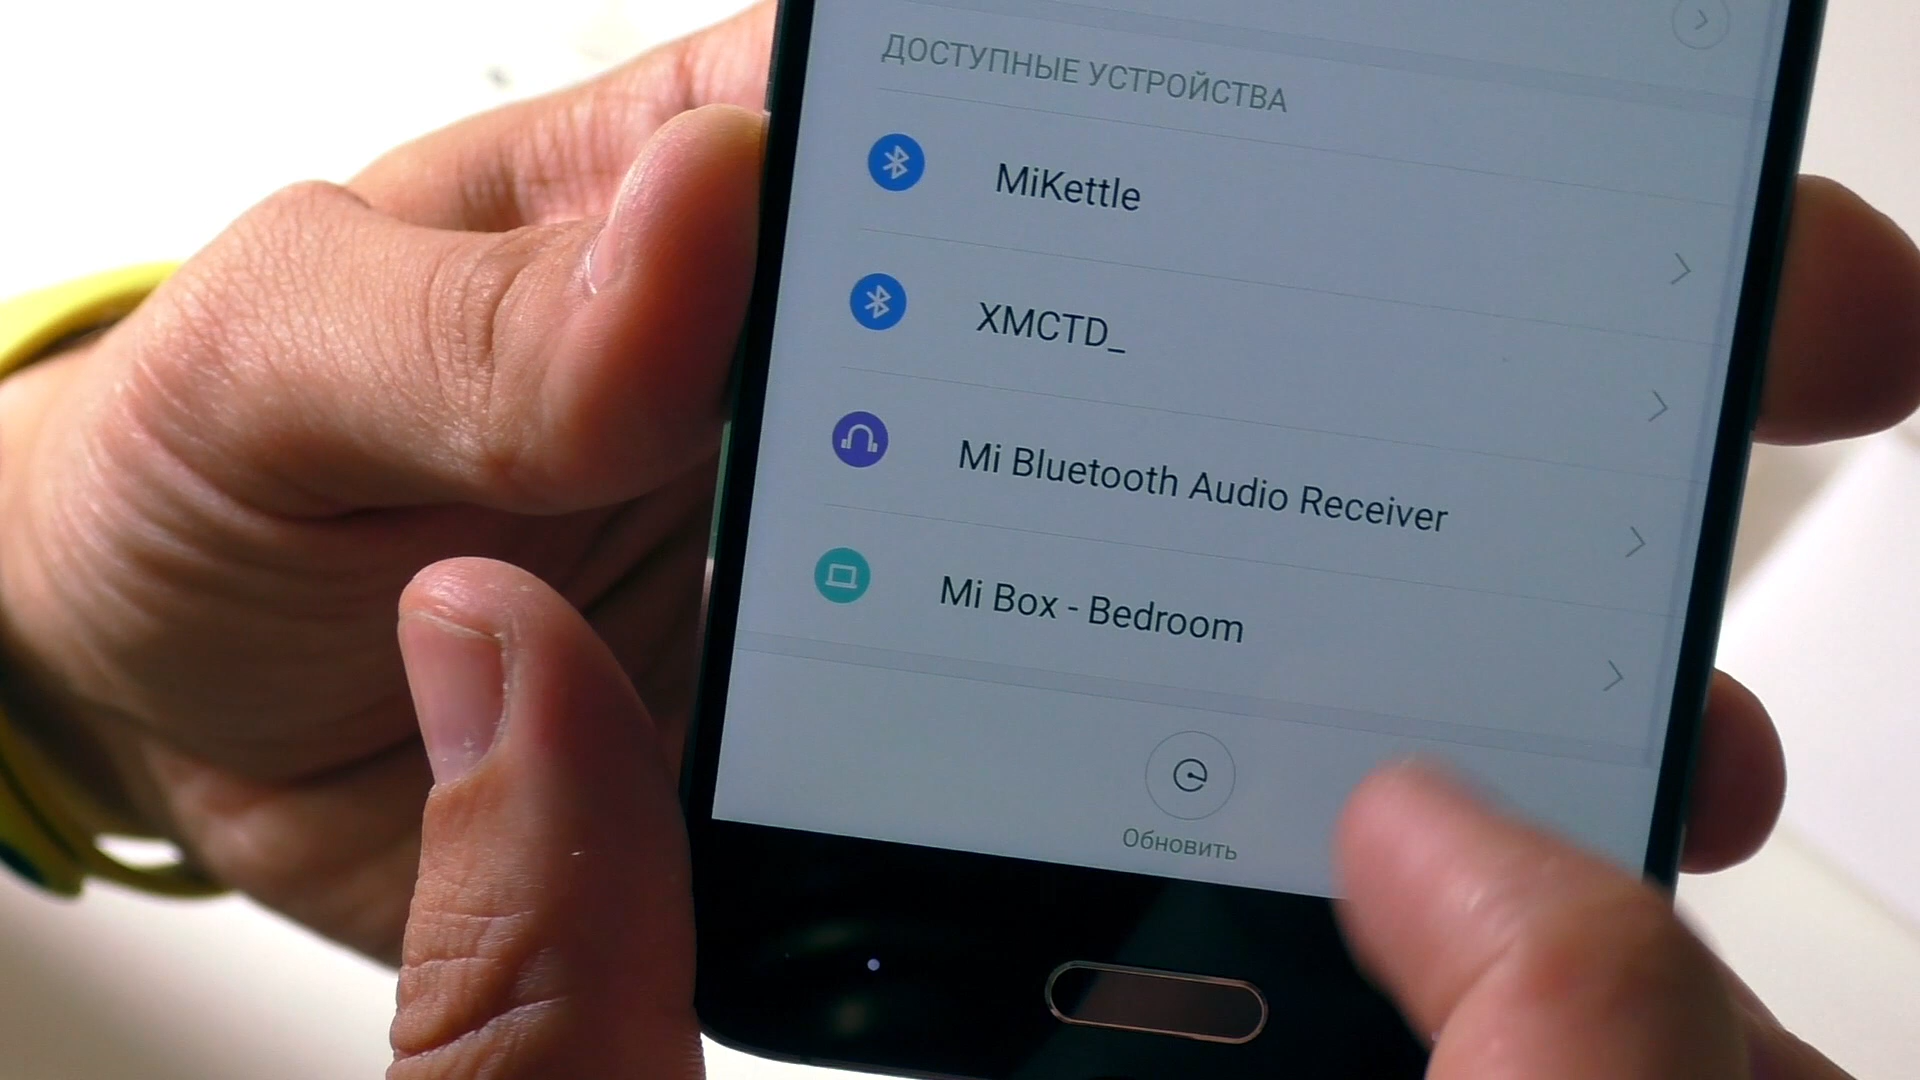 ДОСТУПНЫЕ УСТРОЙСТВА
MiKettle
XMCTD_
Mi Bluetooth Audio Receiver
Mi Box - Bedroom
Обновить